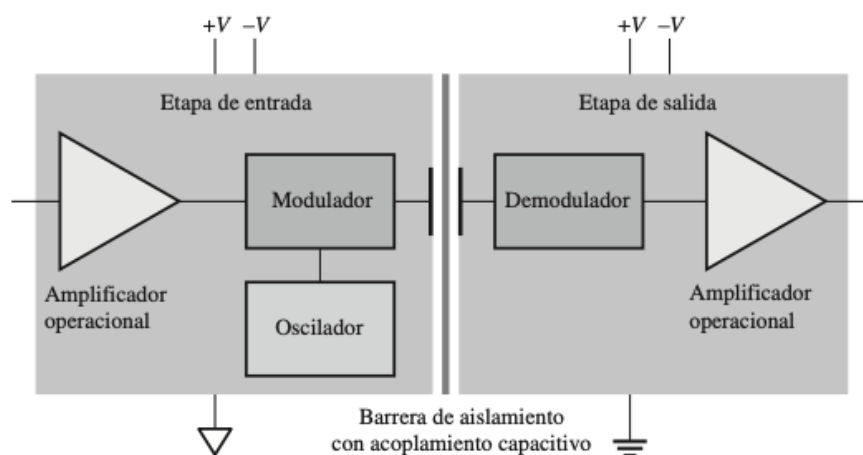 +V –V
+V –V
Etapa de entrada
Etapa de salida
Modulador
Demodulador
Amplificador
operacional
Oscilador
Amplificador
operacional
Barrera de aislamiento
con acoplamiento capacitivo